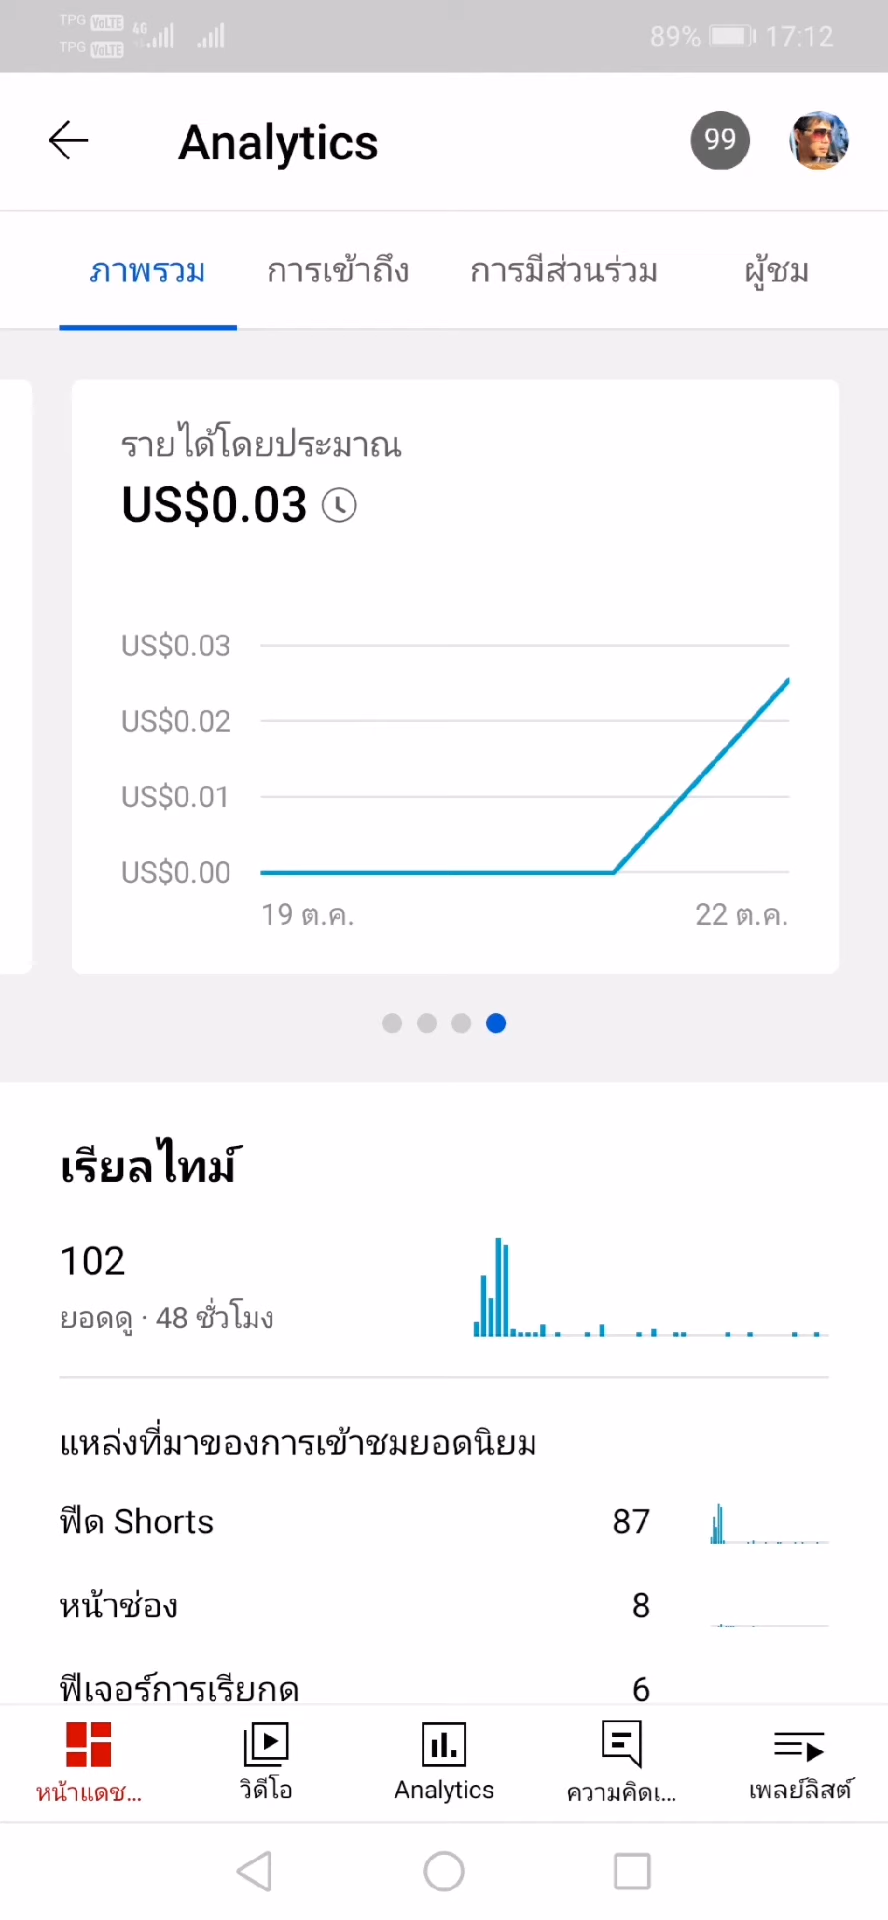 TPG VoLTE 4G 89% 17:12
TPG VoLTE
Analytics 99
ภาพรวม การเข้าถึง การมีส่วนร่วม ผู้ชม
รายได้โดยประมาณ
US$0.03
US$0.03
US$0.02
US$0.01
US$0.00
19 ต.ค. 22 ต.ค.
เรียลไทม์
102
ยอดดู · 48 ชั่วโมง
แหล่งที่มาของการเข้าชมยอดนิยม
ฟีด Shorts 87
หน้าช่อง 8
ฟีเจอร์การเรียกดู 6
หน้าแดช... วิดีโอ Analytics ความคิดเ... เพลย์ลิสต์